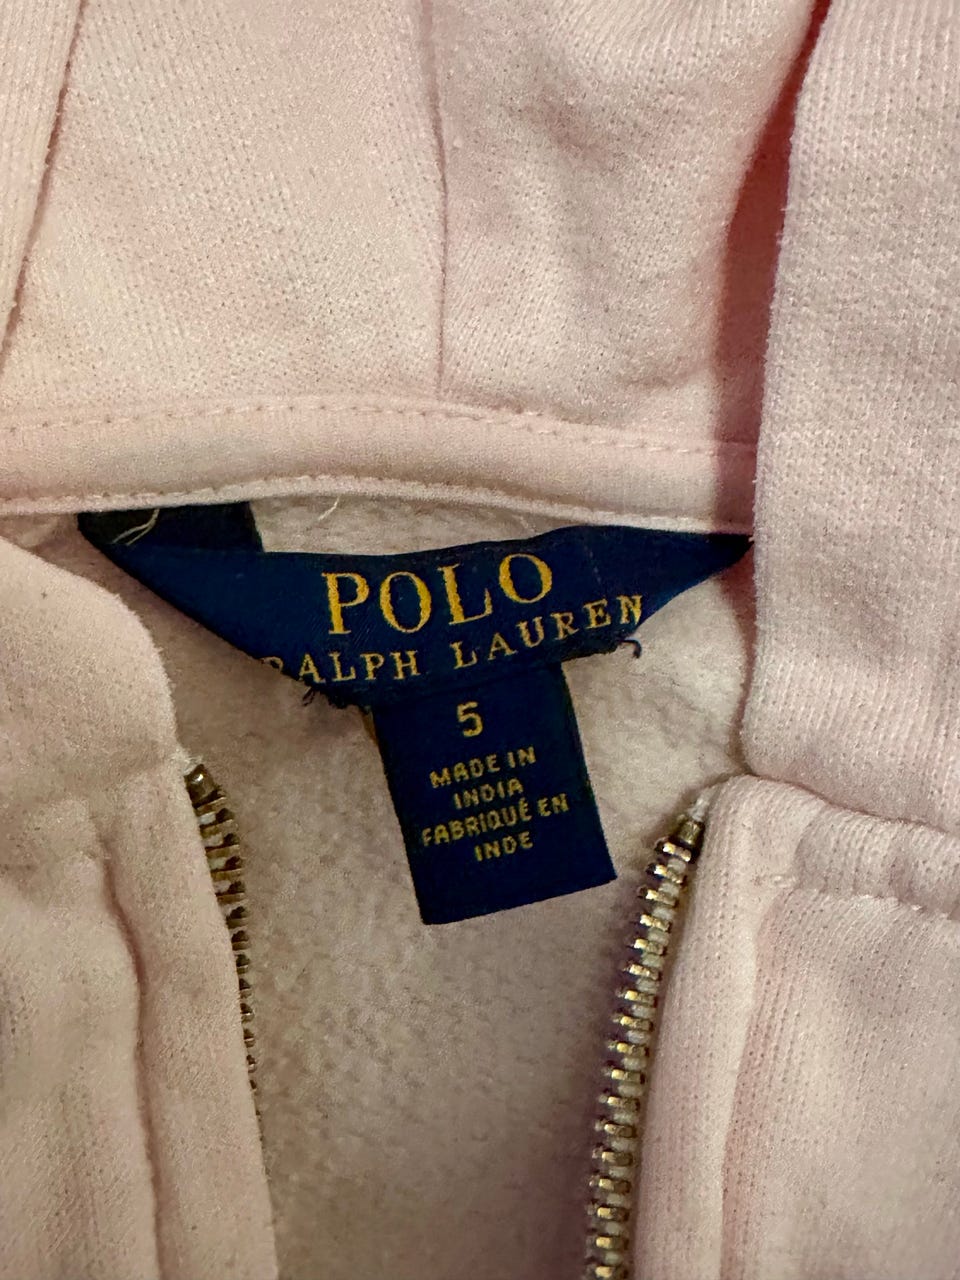 POLO
RALPH LAUREN
5
MADE IN
INDIA
FABRIQUÉ EN
INDE